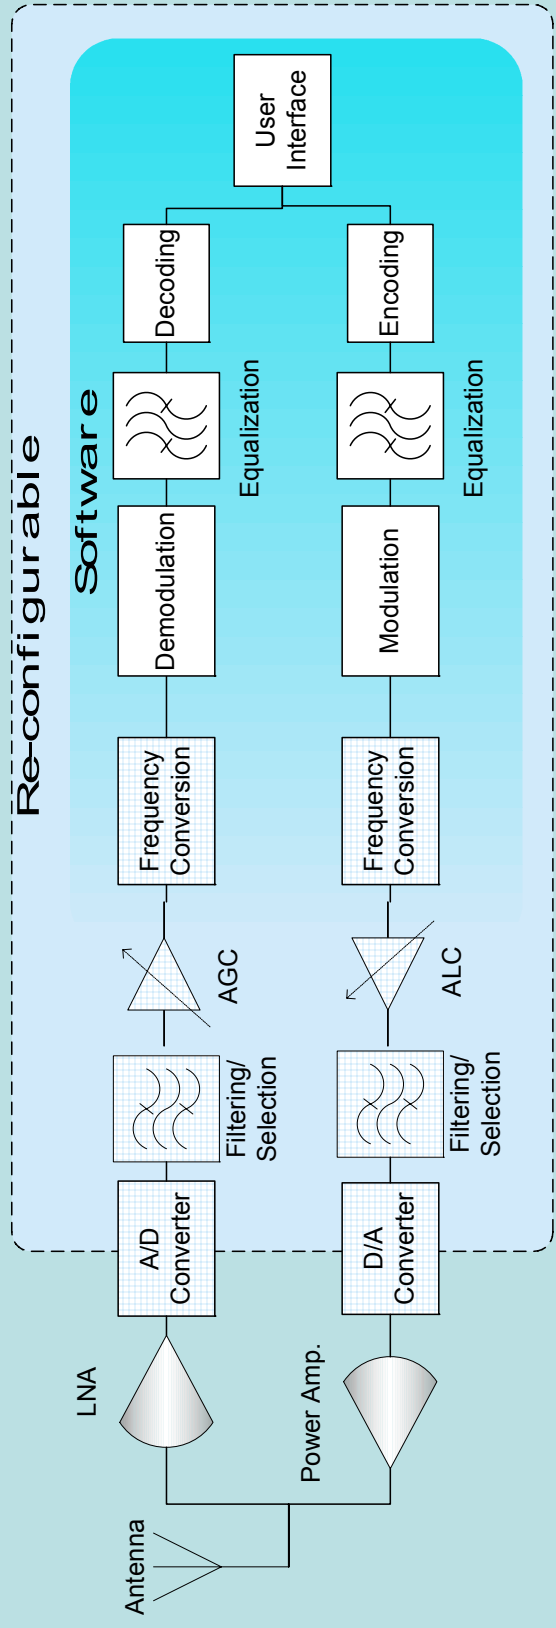 Re-configurable
Software
Antenna
LNA
A/D
Converter
Filtering/
Selection
AGC
Frequency
Conversion
Demodulation
Equalization
Decoding
User
Interface
Power Amp.
D/A
Converter
Filtering/
Selection
ALC
Frequency
Conversion
Modulation
Equalization
Encoding